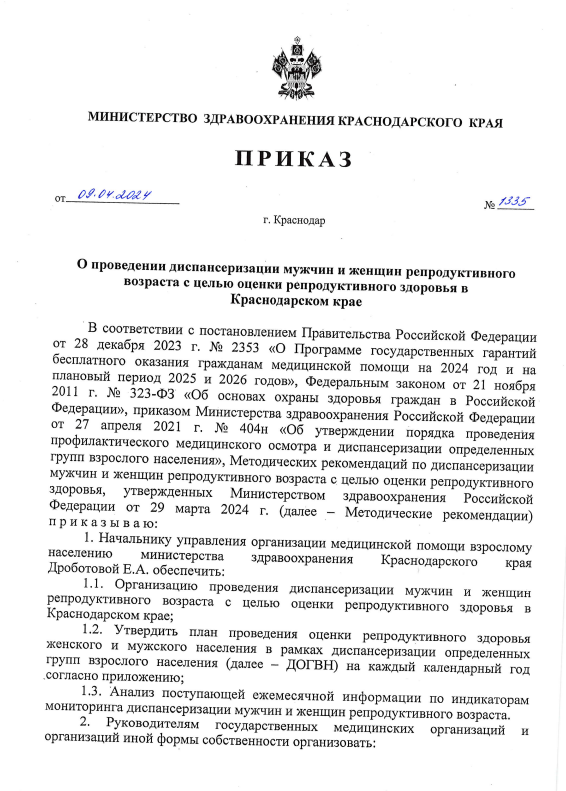 МИНИСТЕРСТВО ЗДРАВООХРАНЕНИЯ КРАСНОДАРСКОГО КРАЯ
ПРИКАЗ
от 09.04.2024 № 1335
г. Краснодар
О проведении диспансеризации мужчин и женщин репродуктивного
возраста с целью оценки репродуктивного здоровья в
Краснодарском крае
В соответствии с постановлением Правительства Российской Федерации
от 28 декабря 2023 г. № 2353 «О Программе государственных гарантий
бесплатного оказания гражданам медицинской помощи на 2024 год и на
плановый период 2025 и 2026 годов», Федеральным законом от 21 ноября
2011 г. № 323-ФЗ «Об основах охраны здоровья граждан в Российской
Федерации», приказом Министерства здравоохранения Российской Федерации
от 27 апреля 2021 г. № 404н «Об утверждении порядка проведения
профилактического медицинского осмотра и диспансеризации определенных
групп взрослого населения», Методических рекомендаций по диспансеризации
мужчин и женщин репродуктивного возраста с целью оценки репродуктивного
здоровья, утвержденных Министерством здравоохранения Российской
Федерации от 29 марта 2024 г. (далее – Методические рекомендации)
п р и к а з ы в а ю:
1. Начальнику управления организации медицинской помощи взрослому
населению министерства здравоохранения Краснодарского края
Дроботовой Е.А. обеспечить:
1.1. Организацию проведения диспансеризации мужчин и женщин
репродуктивного возраста с целью оценки репродуктивного здоровья в
Краснодарском крае;
1.2. Утвердить план проведения оценки репродуктивного здоровья
женского и мужского населения в рамках диспансеризации определенных
групп взрослого населения (далее – ДОГВН) на каждый календарный год
согласно приложению;
1.3. Анализ поступающей ежемесячной информации по индикаторам
мониторинга диспансеризации мужчин и женщин репродуктивного возраста.
2. Руководителям государственных медицинских организаций и
организаций иной формы собственности организовать: